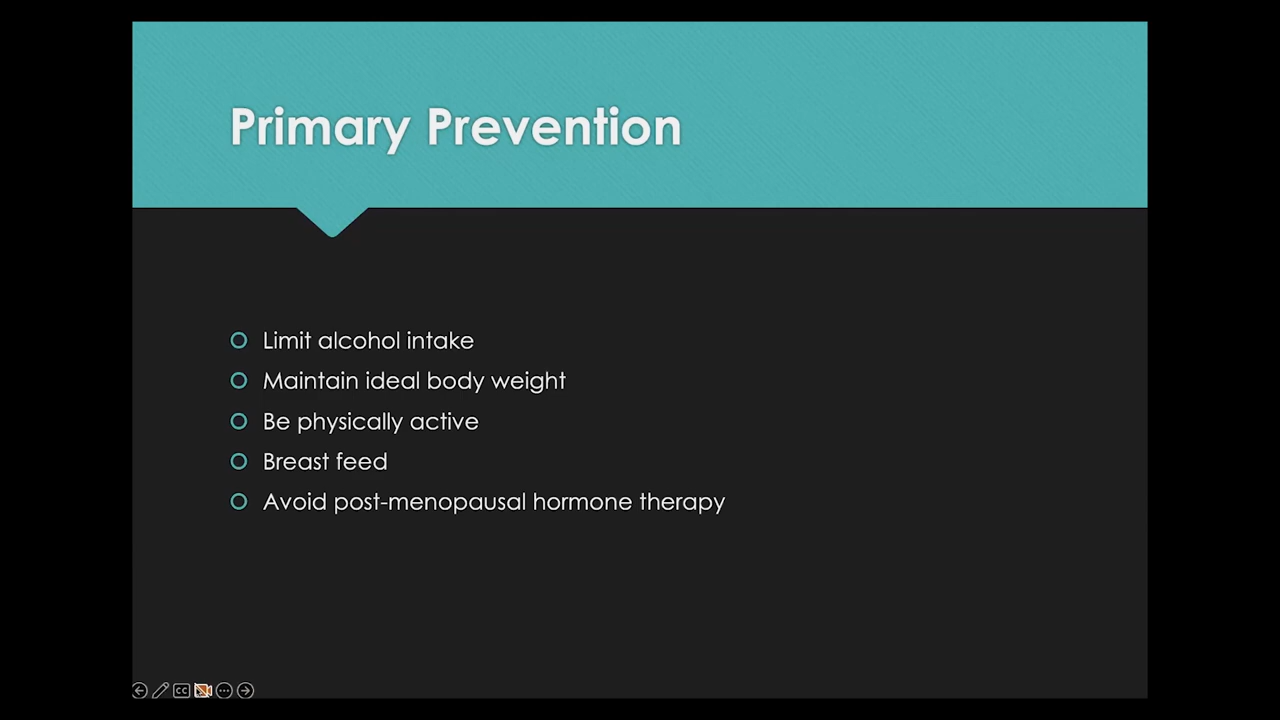 Primary Prevention
Limit alcohol intake
Maintain ideal body weight
Be physically active
Breast feed
Avoid post-menopausal hormone therapy
CC